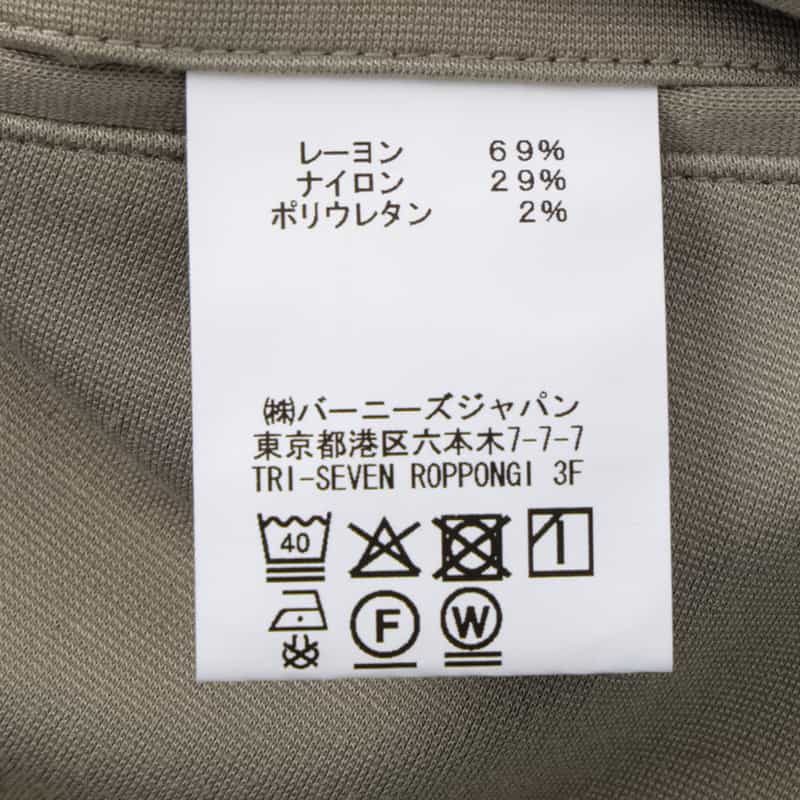 レーヨン 69%
ナイロン 29%
ポリウレタン 2%
㈱バーニーズジャパン
東京都港区六本木7-7-7
TRI-SEVEN ROPPONGI 3F
40
F W